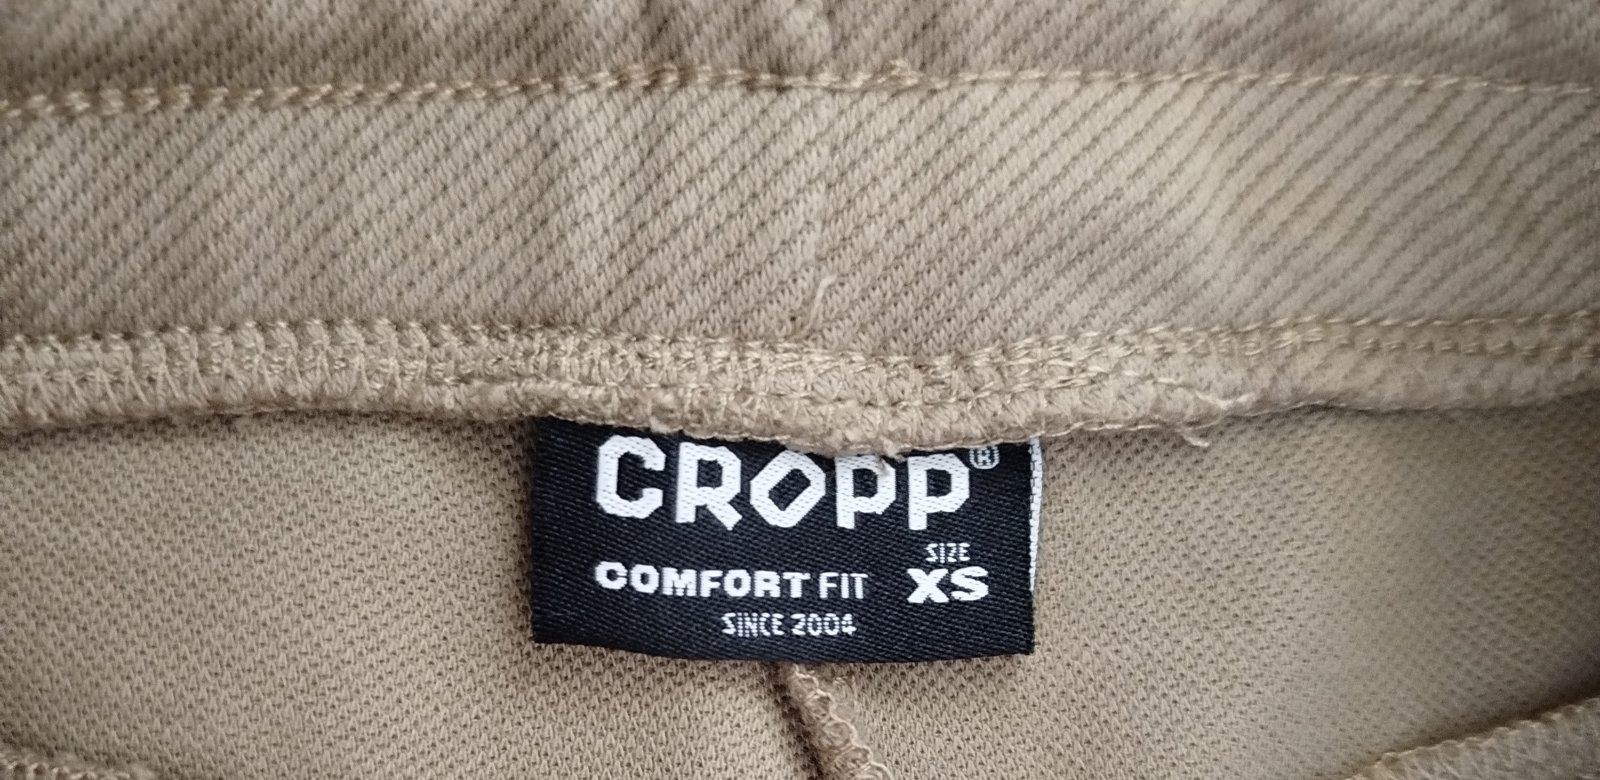 CROPP®
SIZE
COMFORT FIT XS
SINCE 2004